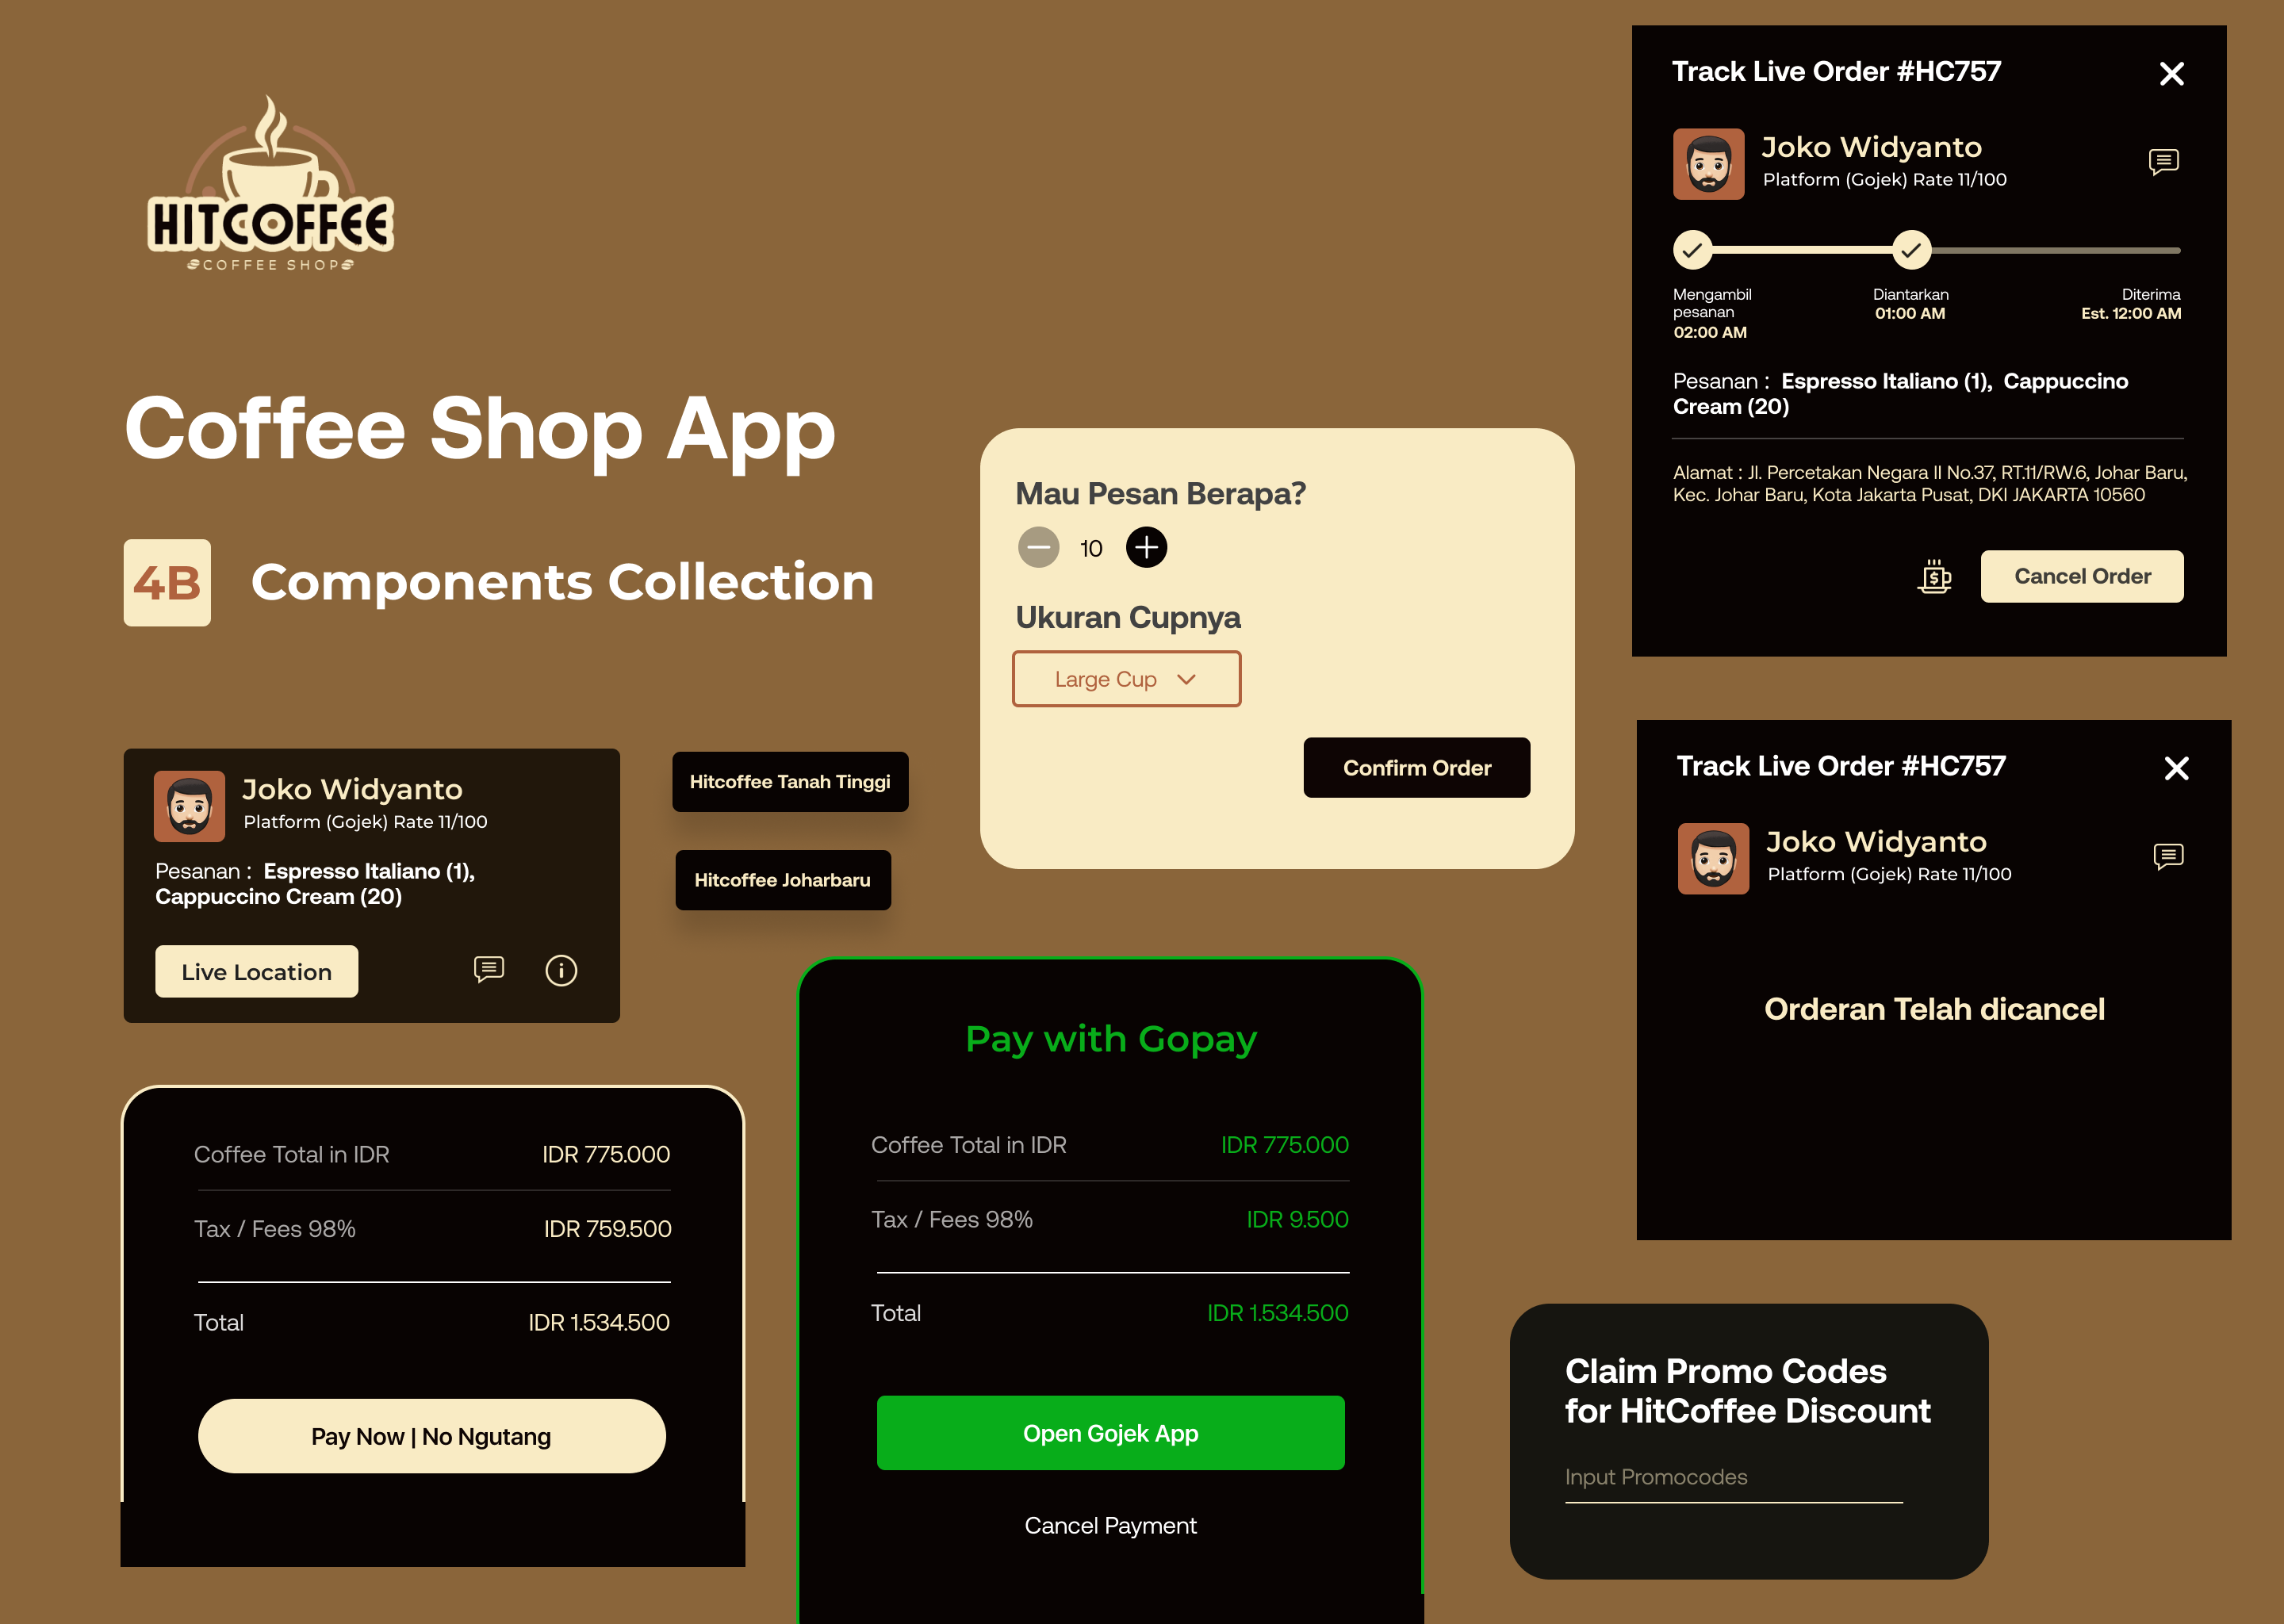 HITCOFFEE
COFFEE SHOP
Coffee Shop App
4B
Components Collection
Joko Widyanto
Platform (Gojek) Rate 11/100
Pesanan : Espresso Italiano (1),
Cappuccino Cream (20)
Live Location
Hitcoffee Tanah Tinggi
Hitcoffee Joharbaru
Mau Pesan Berapa?
10
Ukuran Cupnya
Large Cup
Confirm Order
Track Live Order #HC757
Joko Widyanto
Platform (Gojek) Rate 11/100
Mengambil
pesanan
02:00 AM
Diantarkan
01:00 AM
Diterima
Est. 12:00 AM
Pesanan : Espresso Italiano (1), Cappuccino
Cream (20)
Alamat : Jl. Percetakan Negara II No.37, RT.11/RW.6, Johar Baru,
Kec. Johar Baru, Kota Jakarta Pusat, DKI JAKARTA 10560
$
Cancel Order
Track Live Order #HC757
Joko Widyanto
Platform (Gojek) Rate 11/100
Orderan Telah dicancel
Coffee Total in IDR IDR 775.000
Tax / Fees 98% IDR 759.500
Total IDR 1.534.500
Pay Now | No Ngutang
Pay with Gopay
Coffee Total in IDR IDR 775.000
Tax / Fees 98% IDR 9.500
Total IDR 1.534.500
Open Gojek App
Cancel Payment
Claim Promo Codes
for HitCoffee Discount
Input Promocodes